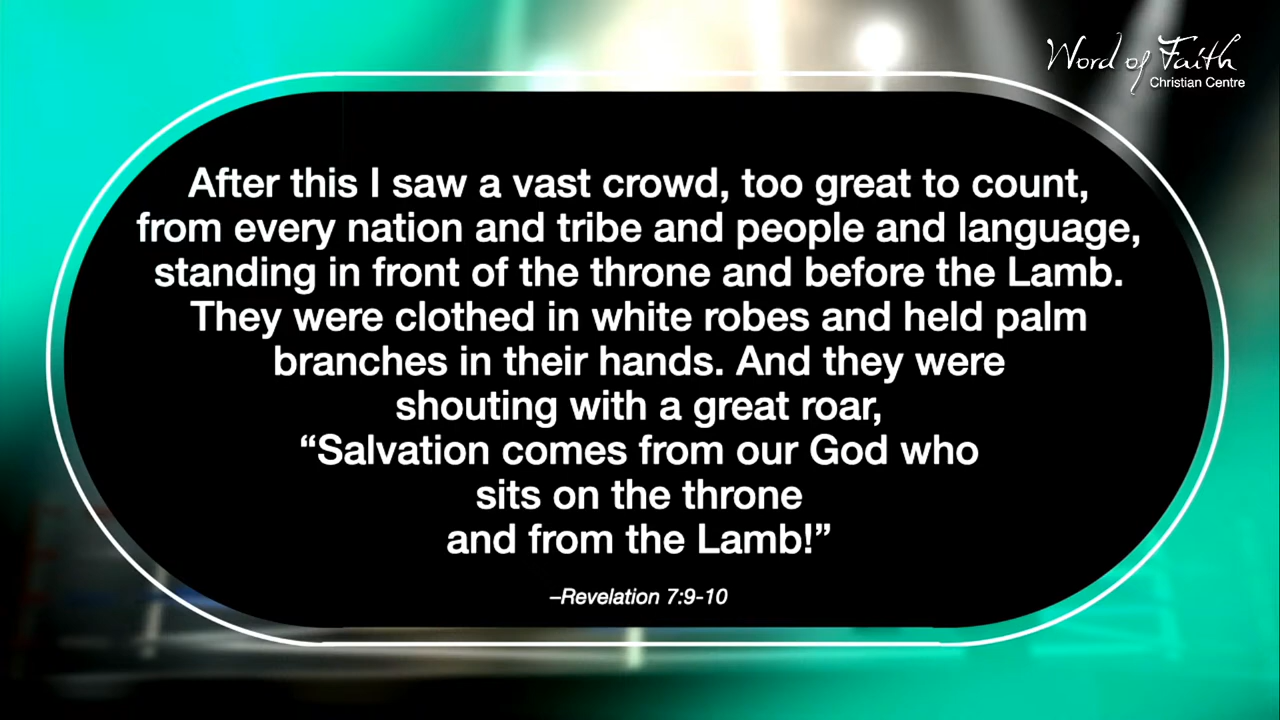 Word of Faith
Christian Centre
After this I saw a vast crowd, too great to count,
from every nation and tribe and people and language,
standing in front of the throne and before the Lamb.
They were clothed in white robes and held palm
branches in their hands. And they were
shouting with a great roar,
“Salvation comes from our God who
sits on the throne
and from the Lamb!”
–Revelation 7:9-10